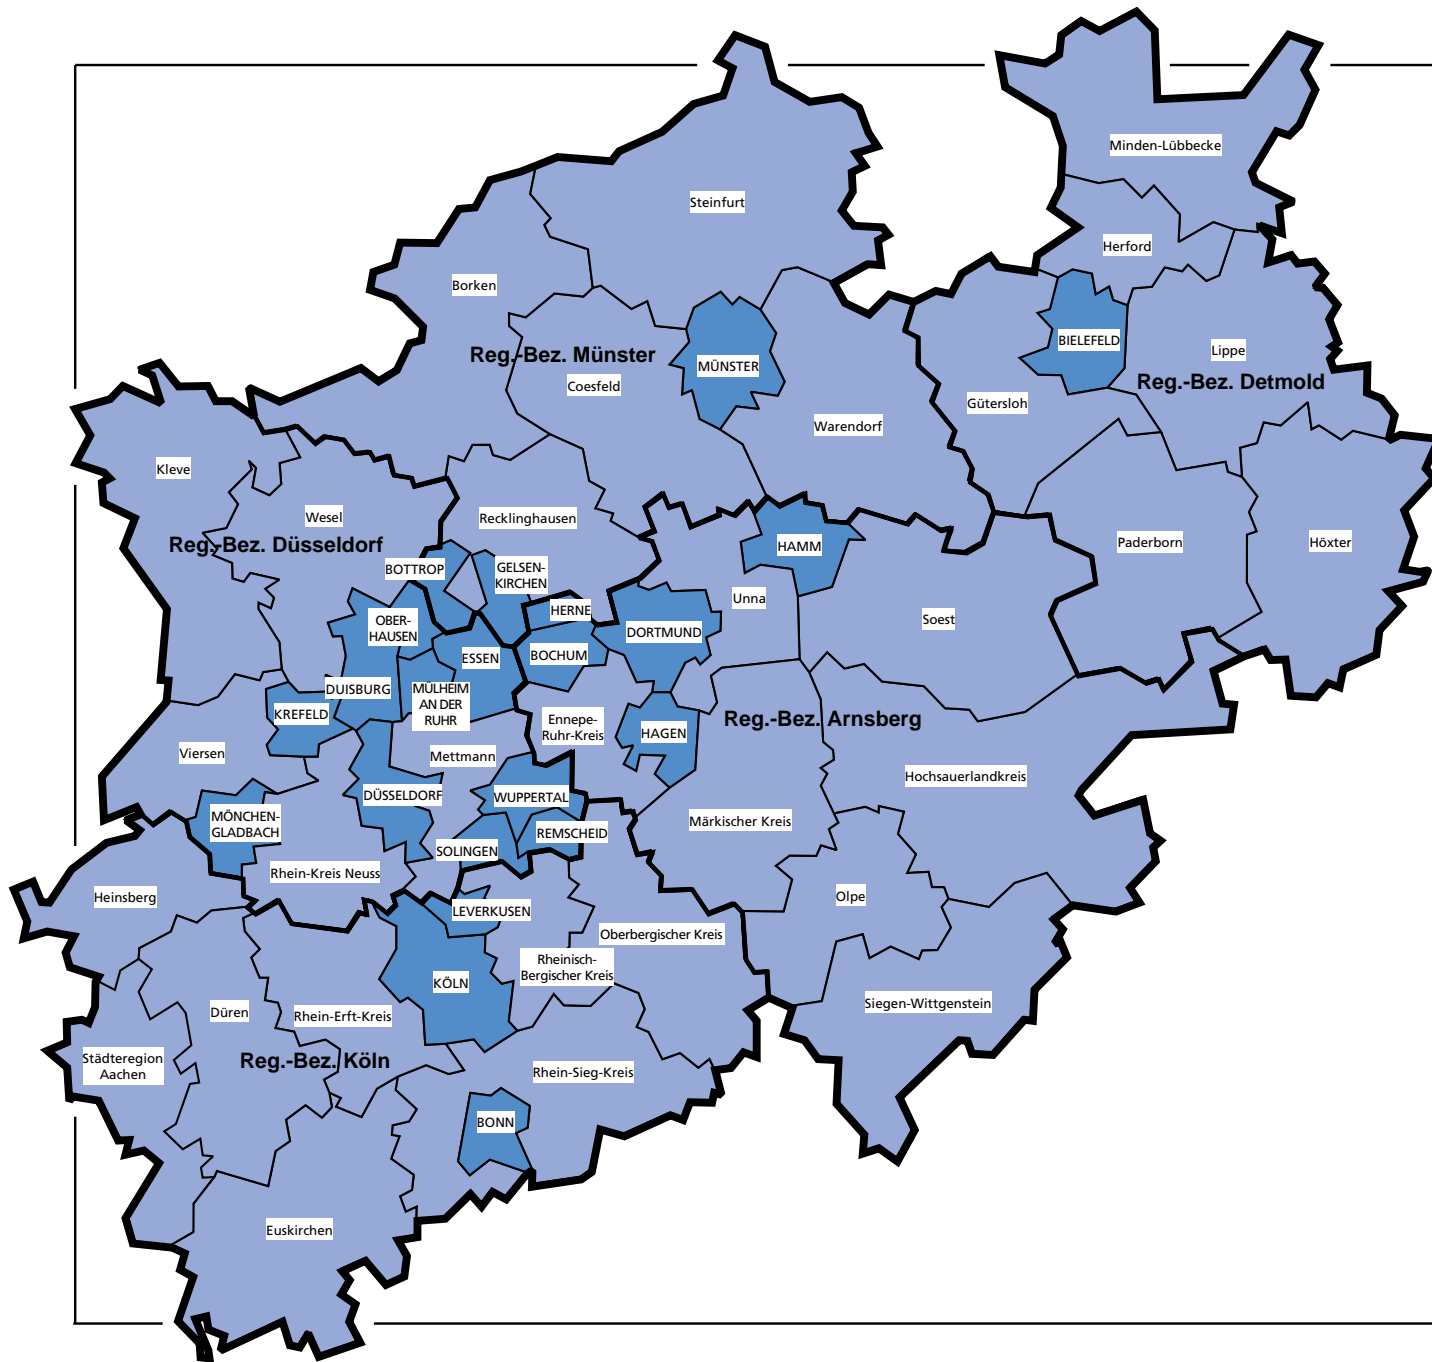 Minden-Lübbecke
Steinfurt
Herford
Borken
BIELEFELD
Lippe
Reg.-Bez. Münster
MÜNSTER
Coesfeld
Reg.-Bez. Detmold
Gütersloh
Warendorf
Kleve
Wesel
Recklinghausen
Reg.-Bez. Düsseldorf
HAMM
Paderborn
Höxter
BOTTROP
GELSEN-
KIRCHEN
Unna
HERNE
Soest
OBER-
HAUSEN
DORTMUND
ESSEN
BOCHUM
DUISBURG
MÜLHEIM
AN DER
RUHR
KREFELD
Ennepe-
Ruhr-Kreis
HAGEN
Reg.-Bez. Arnsberg
Viersen
Mettmann
Hochsauerlandkreis
DÜSSELDORF
WUPPERTAL
MÖNCHEN-
GLADBACH
Märkischer Kreis
REMSCHEID
SOLINGEN
Rhein-Kreis Neuss
Heinsberg
Olpe
LEVERKUSEN
Oberbergischer Kreis
Rheinisch-
Bergischer Kreis
KÖLN
Siegen-Wittgenstein
Düren
Rhein-Erft-Kreis
Städteregion
Aachen
Reg.-Bez. Köln
Rhein-Sieg-Kreis
BONN
Euskirchen